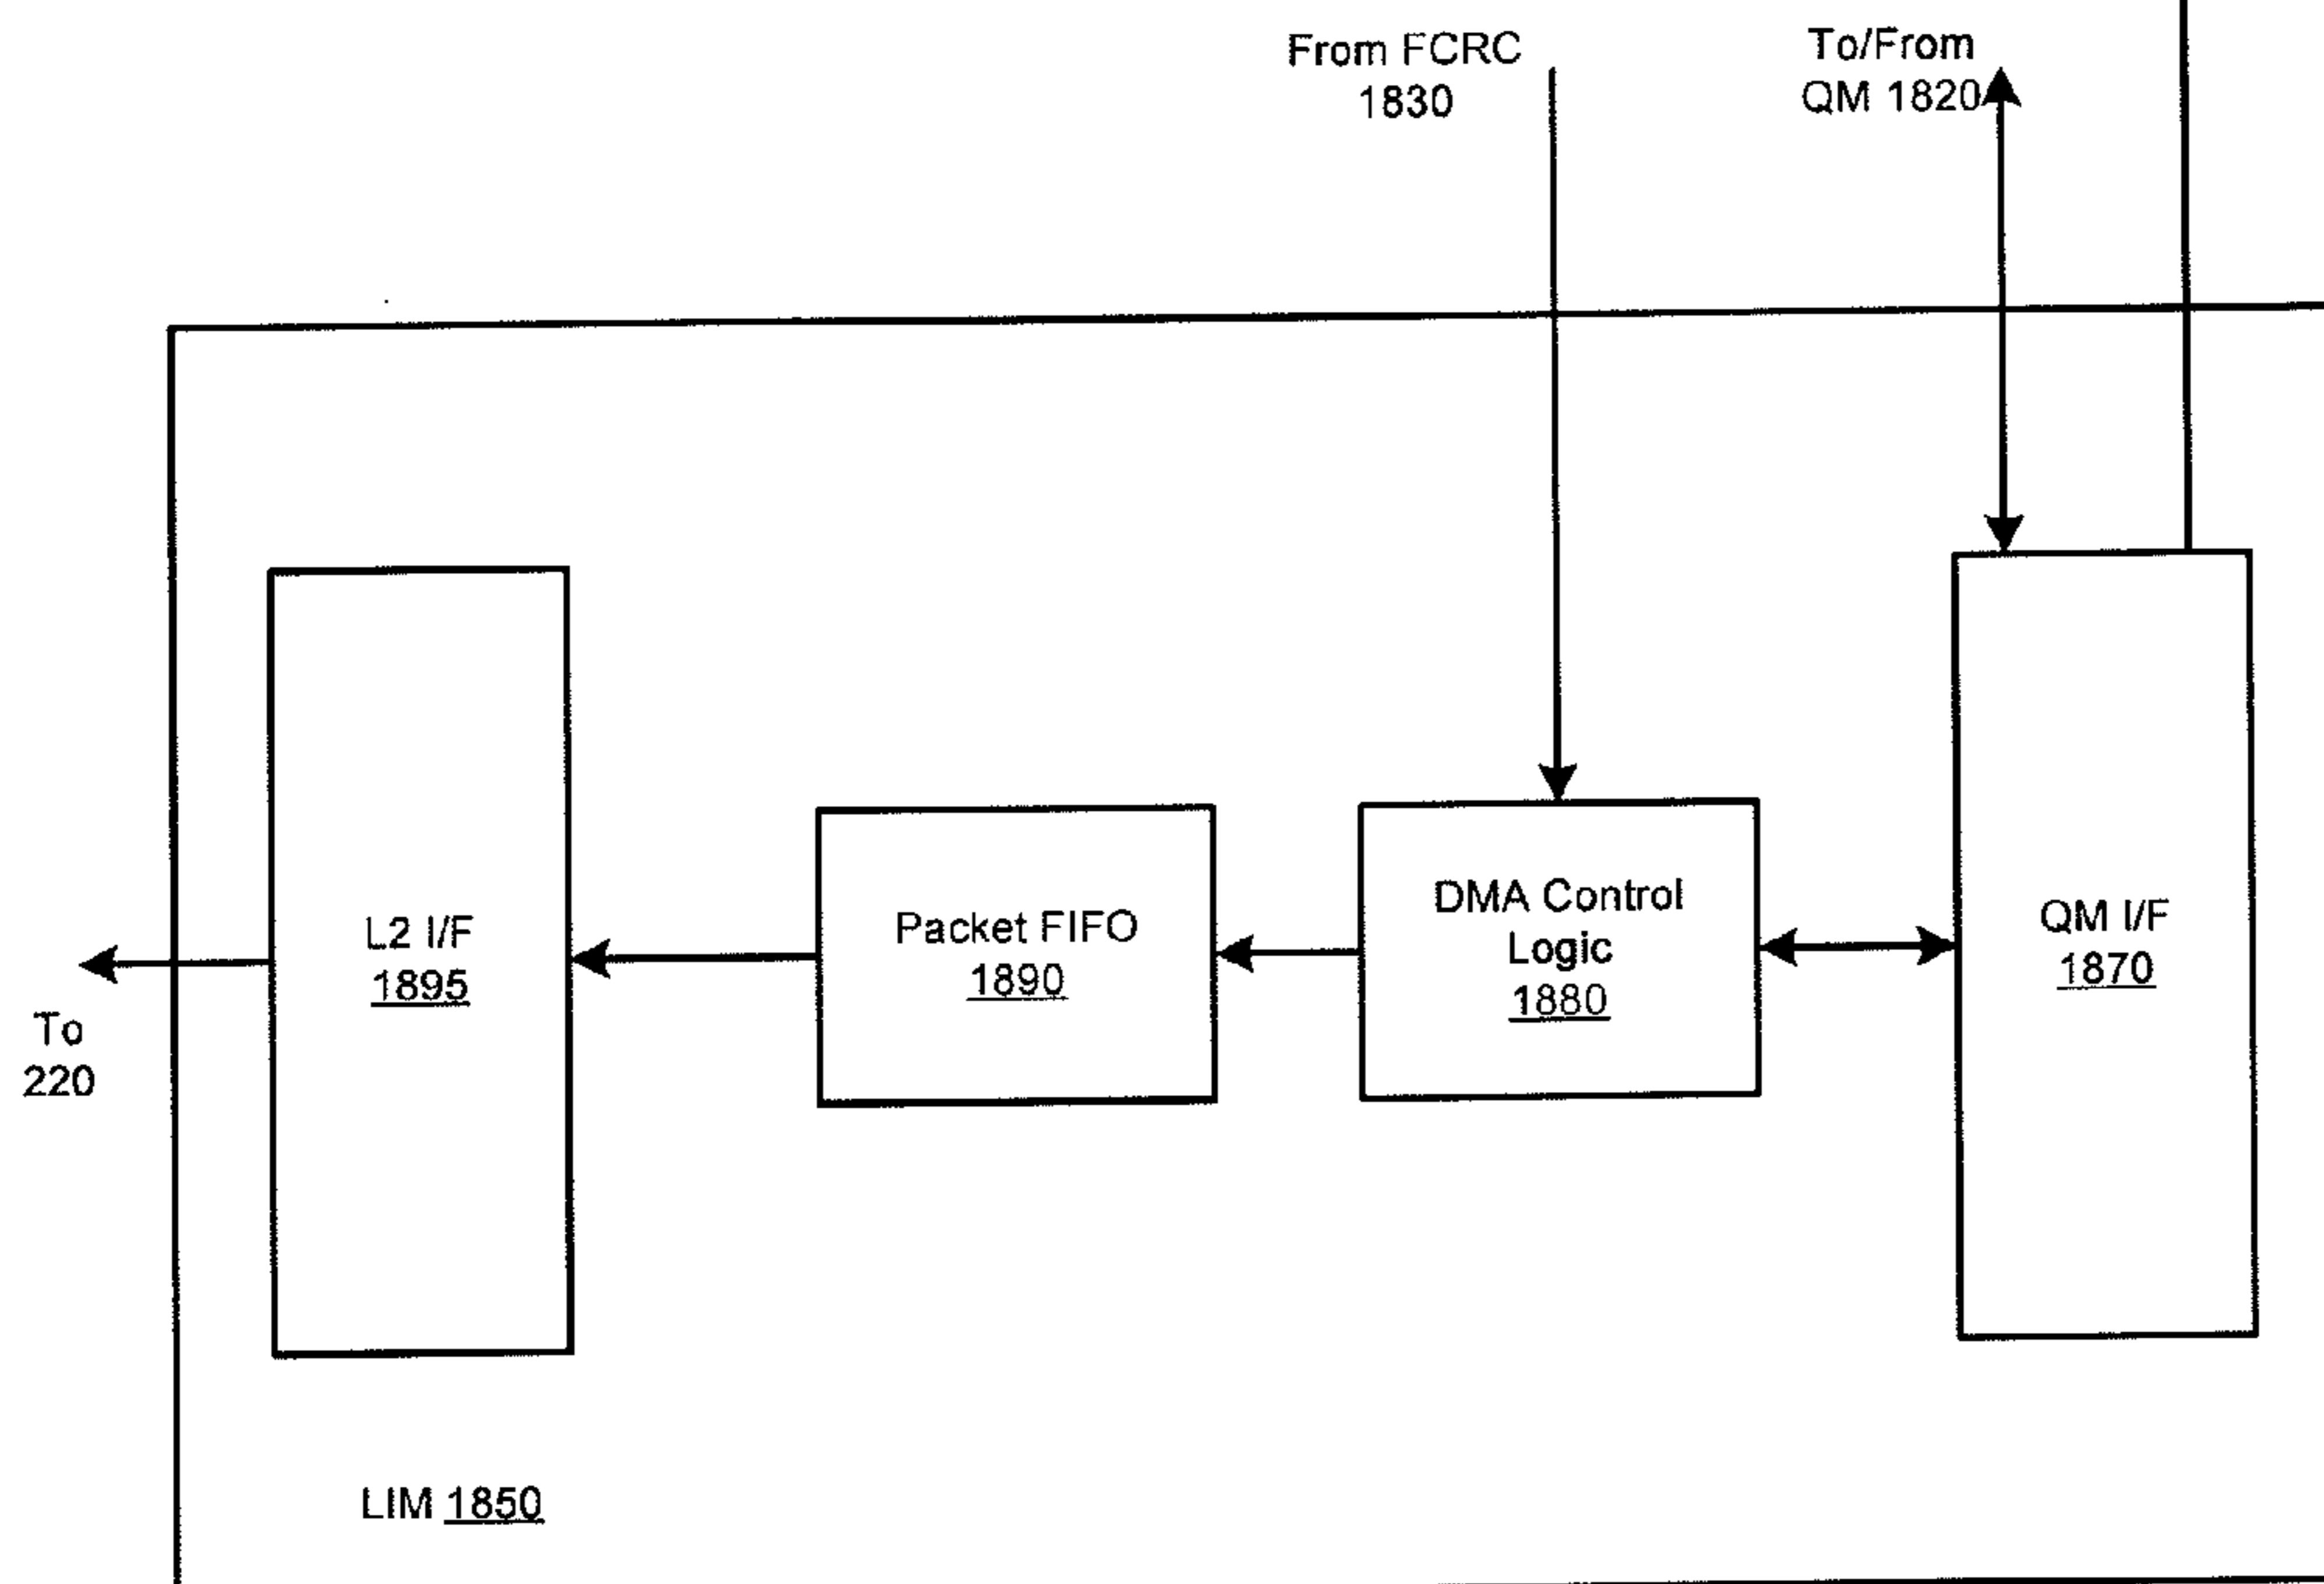 From FCRC
1830
To/From
QM 1820
L2 I/F
1895
Packet FIFO
1890
DMA Control
Logic
1880
QM I/F
1870
To
220
LIM 1850